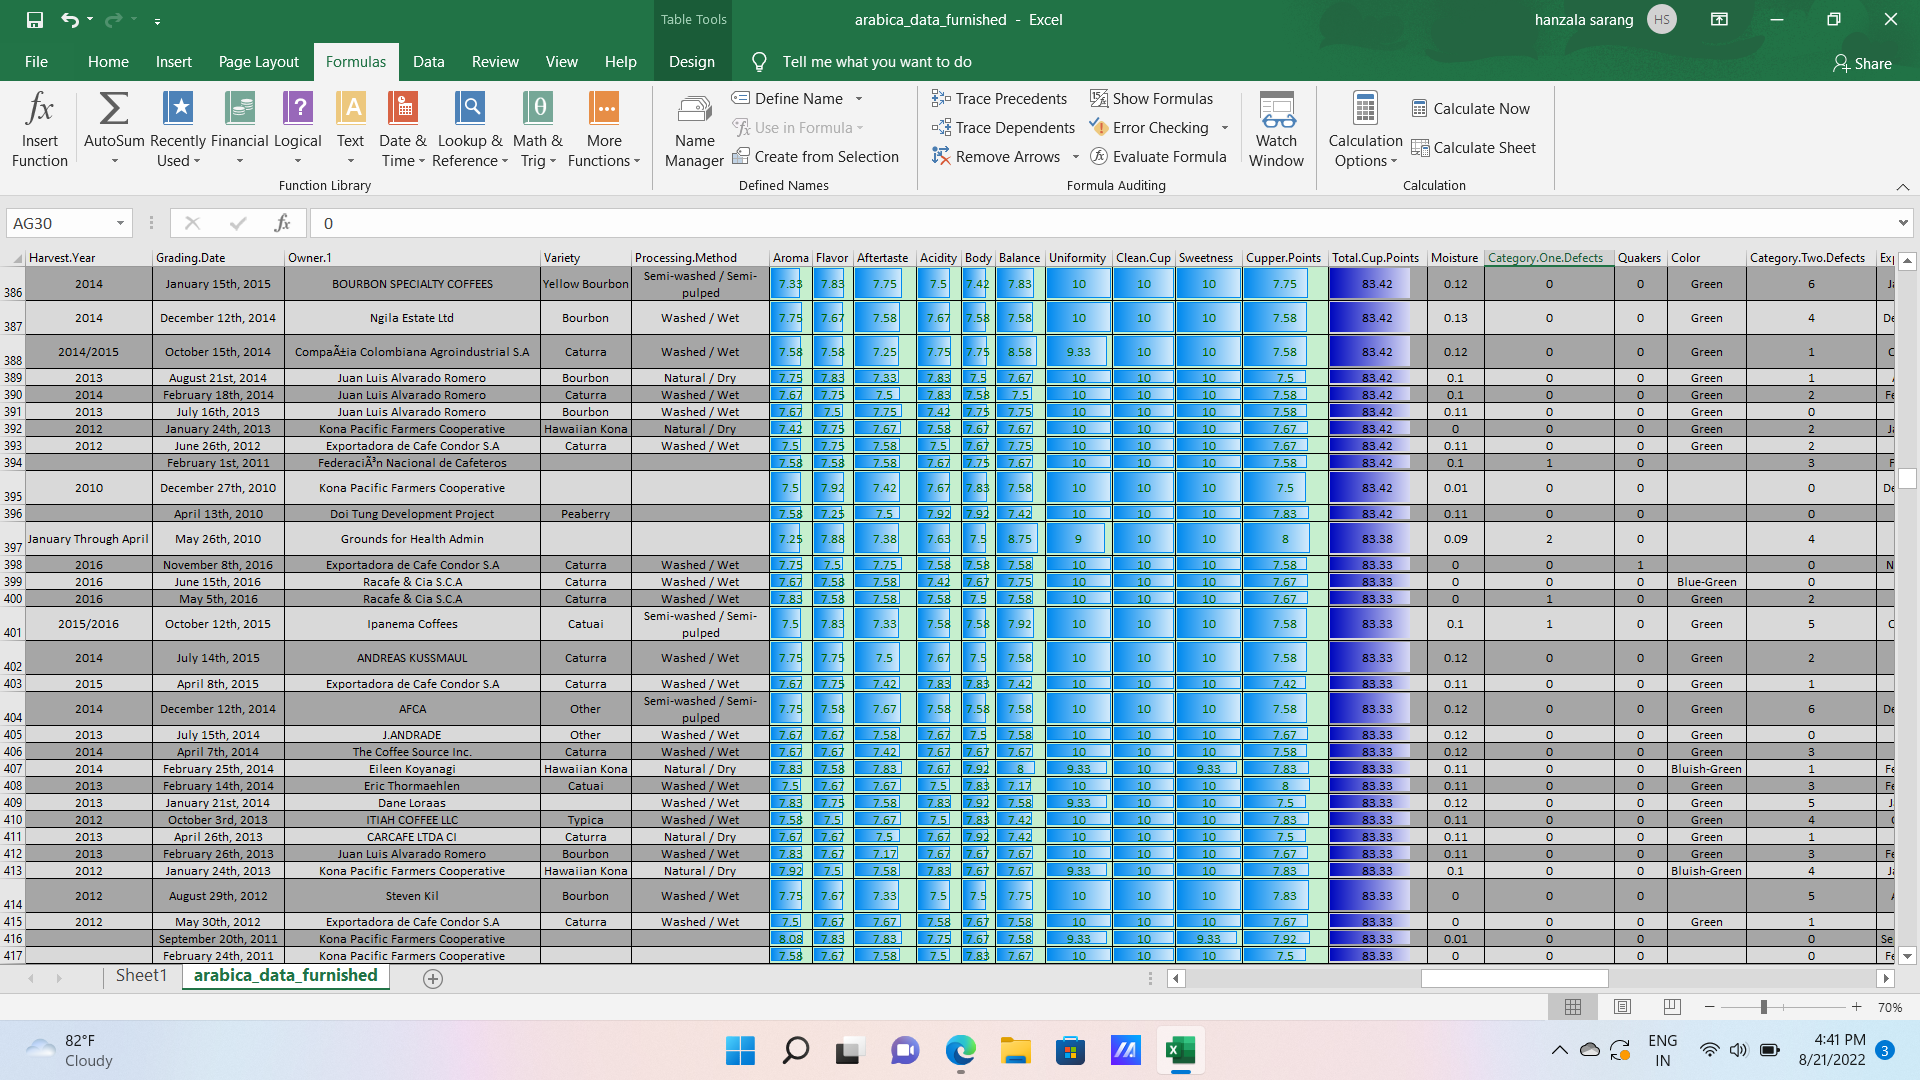 Table Tools
arabica_data_furnished - Excel
hanzala sarang
HS
File Home Insert Page Layout Formulas Data Review View Help Design Tell me what you want to do
Share
Insert Function
AutoSum
Recently Used
Financial
Logical
Text
Date & Time
Lookup & Reference
Math & Trig
More Functions
Function Library
Name Manager
Define Name
Use in Formula
Create from Selection
Defined Names
Trace Precedents
Trace Dependents
Remove Arrows
Show Formulas
Error Checking
Evaluate Formula
Formula Auditing
Watch Window
Calculation Options
Calculate Now
Calculate Sheet
Calculation
AG30 fx 0
Harvest.Year Grading.Date Owner.1 Variety Processing.Method Aroma Flavor Aftertaste Acidity Body Balance Uniformity Clean.Cup Sweetness Cupper.Points Total.Cup.Points Moisture Category.One.Defects Quakers Color Category.Two.Defects
386 2014 January 15th, 2015 BOURBON SPECIALTY COFFEES Yellow Bourbon Semi-washed / Semi-pulped 7.33 7.83 7.75 7.5 7.42 7.83 10 10 10 7.75 83.42 0.12 0 0 Green 6
387 2014 December 12th, 2014 Ngila Estate Ltd Bourbon Washed / Wet 7.75 7.67 7.58 7.67 7.58 7.58 10 10 10 7.58 83.42 0.13 0 0 Green 4
388 2014/2015 October 15th, 2014 CompaÃ±ia Colombiana Agroindustrial S.A Caturra Washed / Wet 7.58 7.58 7.25 7.75 7.75 8.58 9.33 10 10 7.58 83.42 0.12 0 0 Green 1
389 2013 August 21st, 2014 Juan Luis Alvarado Romero Bourbon Natural / Dry 7.75 7.83 7.33 7.83 7.5 7.67 10 10 10 7.5 83.42 0.1 0 0 Green 1
390 2014 February 18th, 2014 Juan Luis Alvarado Romero Caturra Washed / Wet 7.67 7.75 7.5 7.83 7.58 7.5 10 10 10 7.58 83.42 0.1 0 0 Green 2
391 2013 July 16th, 2013 Juan Luis Alvarado Romero Bourbon Washed / Wet 7.67 7.5 7.75 7.42 7.75 7.75 10 10 10 7.58 83.42 0.11 0 0 Green 0
392 2012 January 24th, 2013 Kona Pacific Farmers Cooperative Hawaiian Kona Natural / Dry 7.42 7.75 7.67 7.58 7.67 7.67 10 10 10 7.67 83.42 0 0 0 Green 2
393 2012 June 26th, 2012 Exportadora de Cafe Condor S.A Caturra Washed / Wet 7.5 7.75 7.58 7.5 7.67 7.75 10 10 10 7.67 83.42 0.11 0 0 Green 2
394 February 1st, 2011 FederaciÃ³n Nacional de Cafeteros 7.58 7.58 7.58 7.67 7.75 7.67 10 10 10 7.58 83.42 0.1 1 0 3
395 2010 December 27th, 2010 Kona Pacific Farmers Cooperative 7.5 7.92 7.42 7.67 7.83 7.58 10 10 10 7.5 83.42 0.01 0 0 0
396 April 13th, 2010 Doi Tung Development Project Peaberry 7.58 7.25 7.5 7.92 7.92 7.42 10 10 10 7.83 83.42 0.11 0 0 0
397 January Through April May 26th, 2010 Grounds for Health Admin 7.25 7.88 7.38 7.63 7.5 8.75 9 10 10 8 83.38 0.09 2 0 4
398 2016 November 8th, 2016 Exportadora de Cafe Condor S.A Caturra Washed / Wet 7.75 7.5 7.75 7.58 7.58 7.58 10 10 10 7.58 83.33 0 0 1 0
399 2016 June 15th, 2016 Racafe & Cia S.C.A Caturra Washed / Wet 7.67 7.58 7.58 7.42 7.67 7.75 10 10 10 7.67 83.33 0 0 0 Blue-Green 0
400 2016 May 5th, 2016 Racafe & Cia S.C.A Caturra Washed / Wet 7.83 7.58 7.58 7.58 7.5 7.58 10 10 10 7.67 83.33 0 1 0 Green 2
401 2015/2016 October 12th, 2015 Ipanema Coffees Catuai Semi-washed / Semi-pulped 7.5 7.83 7.33 7.58 7.58 7.92 10 10 10 7.58 83.33 0.1 1 0 Green 5
402 2014 July 14th, 2015 ANDREAS KUSSMAUL Caturra Washed / Wet 7.75 7.75 7.5 7.67 7.5 7.58 10 10 10 7.58 83.33 0.12 0 0 Green 2
403 2015 April 8th, 2015 Exportadora de Cafe Condor S.A Caturra Washed / Wet 7.67 7.75 7.42 7.83 7.83 7.42 10 10 10 7.42 83.33 0.11 0 0 Green 1
404 2014 December 12th, 2014 AFCA Other Semi-washed / Semi-pulped 7.75 7.58 7.67 7.58 7.58 7.58 10 10 10 7.58 83.33 0.12 0 0 Green 6
405 2013 July 15th, 2014 J.ANDRADE Other Washed / Wet 7.67 7.67 7.58 7.67 7.5 7.58 10 10 10 7.67 83.33 0.12 0 0 Green 0
406 2014 April 7th, 2014 The Coffee Source Inc. Caturra Washed / Wet 7.67 7.67 7.42 7.67 7.67 7.67 10 10 10 7.58 83.33 0.12 0 0 Green 3
407 2014 February 25th, 2014 Eileen Koyanagi Hawaiian Kona Natural / Dry 7.83 7.58 7.83 7.67 7.92 8 9.33 10 9.33 7.83 83.33 0.11 0 0 Bluish-Green 1
408 2013 February 14th, 2014 Eric Thormaehlen Catuai Washed / Wet 7.5 7.67 7.67 7.5 7.83 7.17 10 10 10 8 83.33 0.11 0 0 Green 3
409 2013 January 21st, 2014 Dane Loraas Washed / Wet 7.83 7.75 7.58 7.83 7.92 7.58 9.33 10 10 7.5 83.33 0.12 0 0 Green 5
410 2012 October 3rd, 2013 ITIAH COFFEE LLC Typica Washed / Wet 7.58 7.5 7.67 7.5 7.83 7.42 10 10 10 7.83 83.33 0.11 0 0 Green 4
411 2013 April 26th, 2013 CARCAFE LTDA CI Caturra Natural / Dry 7.67 7.67 7.5 7.67 7.92 7.42 10 10 10 7.5 83.33 0.11 0 0 Green 1
412 2013 February 26th, 2013 Juan Luis Alvarado Romero Bourbon Washed / Wet 7.83 7.67 7.17 7.67 7.67 7.67 10 10 10 7.67 83.33 0.11 0 0 Green 3
413 2012 January 24th, 2013 Kona Pacific Farmers Cooperative Hawaiian Kona Natural / Dry 7.92 7.5 7.58 7.83 7.67 7.67 9.33 10 10 7.83 83.33 0.1 0 0 Bluish-Green 4
414 2012 August 29th, 2012 Steven Kil Bourbon Washed / Wet 7.75 7.67 7.33 7.5 7.5 7.75 10 10 10 7.83 83.33 0 0 0 5
415 2012 May 30th, 2012 Exportadora de Cafe Condor S.A Caturra Washed / Wet 7.5 7.67 7.67 7.58 7.67 7.58 10 10 10 7.67 83.33 0 0 0 Green 1
416 September 20th, 2011 Kona Pacific Farmers Cooperative 8.08 7.83 7.83 7.75 7.67 7.58 9.33 10 9.33 7.92 83.33 0.01 0 0 0
417 February 24th, 2011 Kona Pacific Farmers Cooperative 7.58 7.67 7.58 7.5 7.83 7.67 10 10 10 7.5 83.33 0 0 0 0
Sheet1 arabica_data_furnished
70%
82°F
Cloudy
ENG
IN
4:41 PM
8/21/2022
3